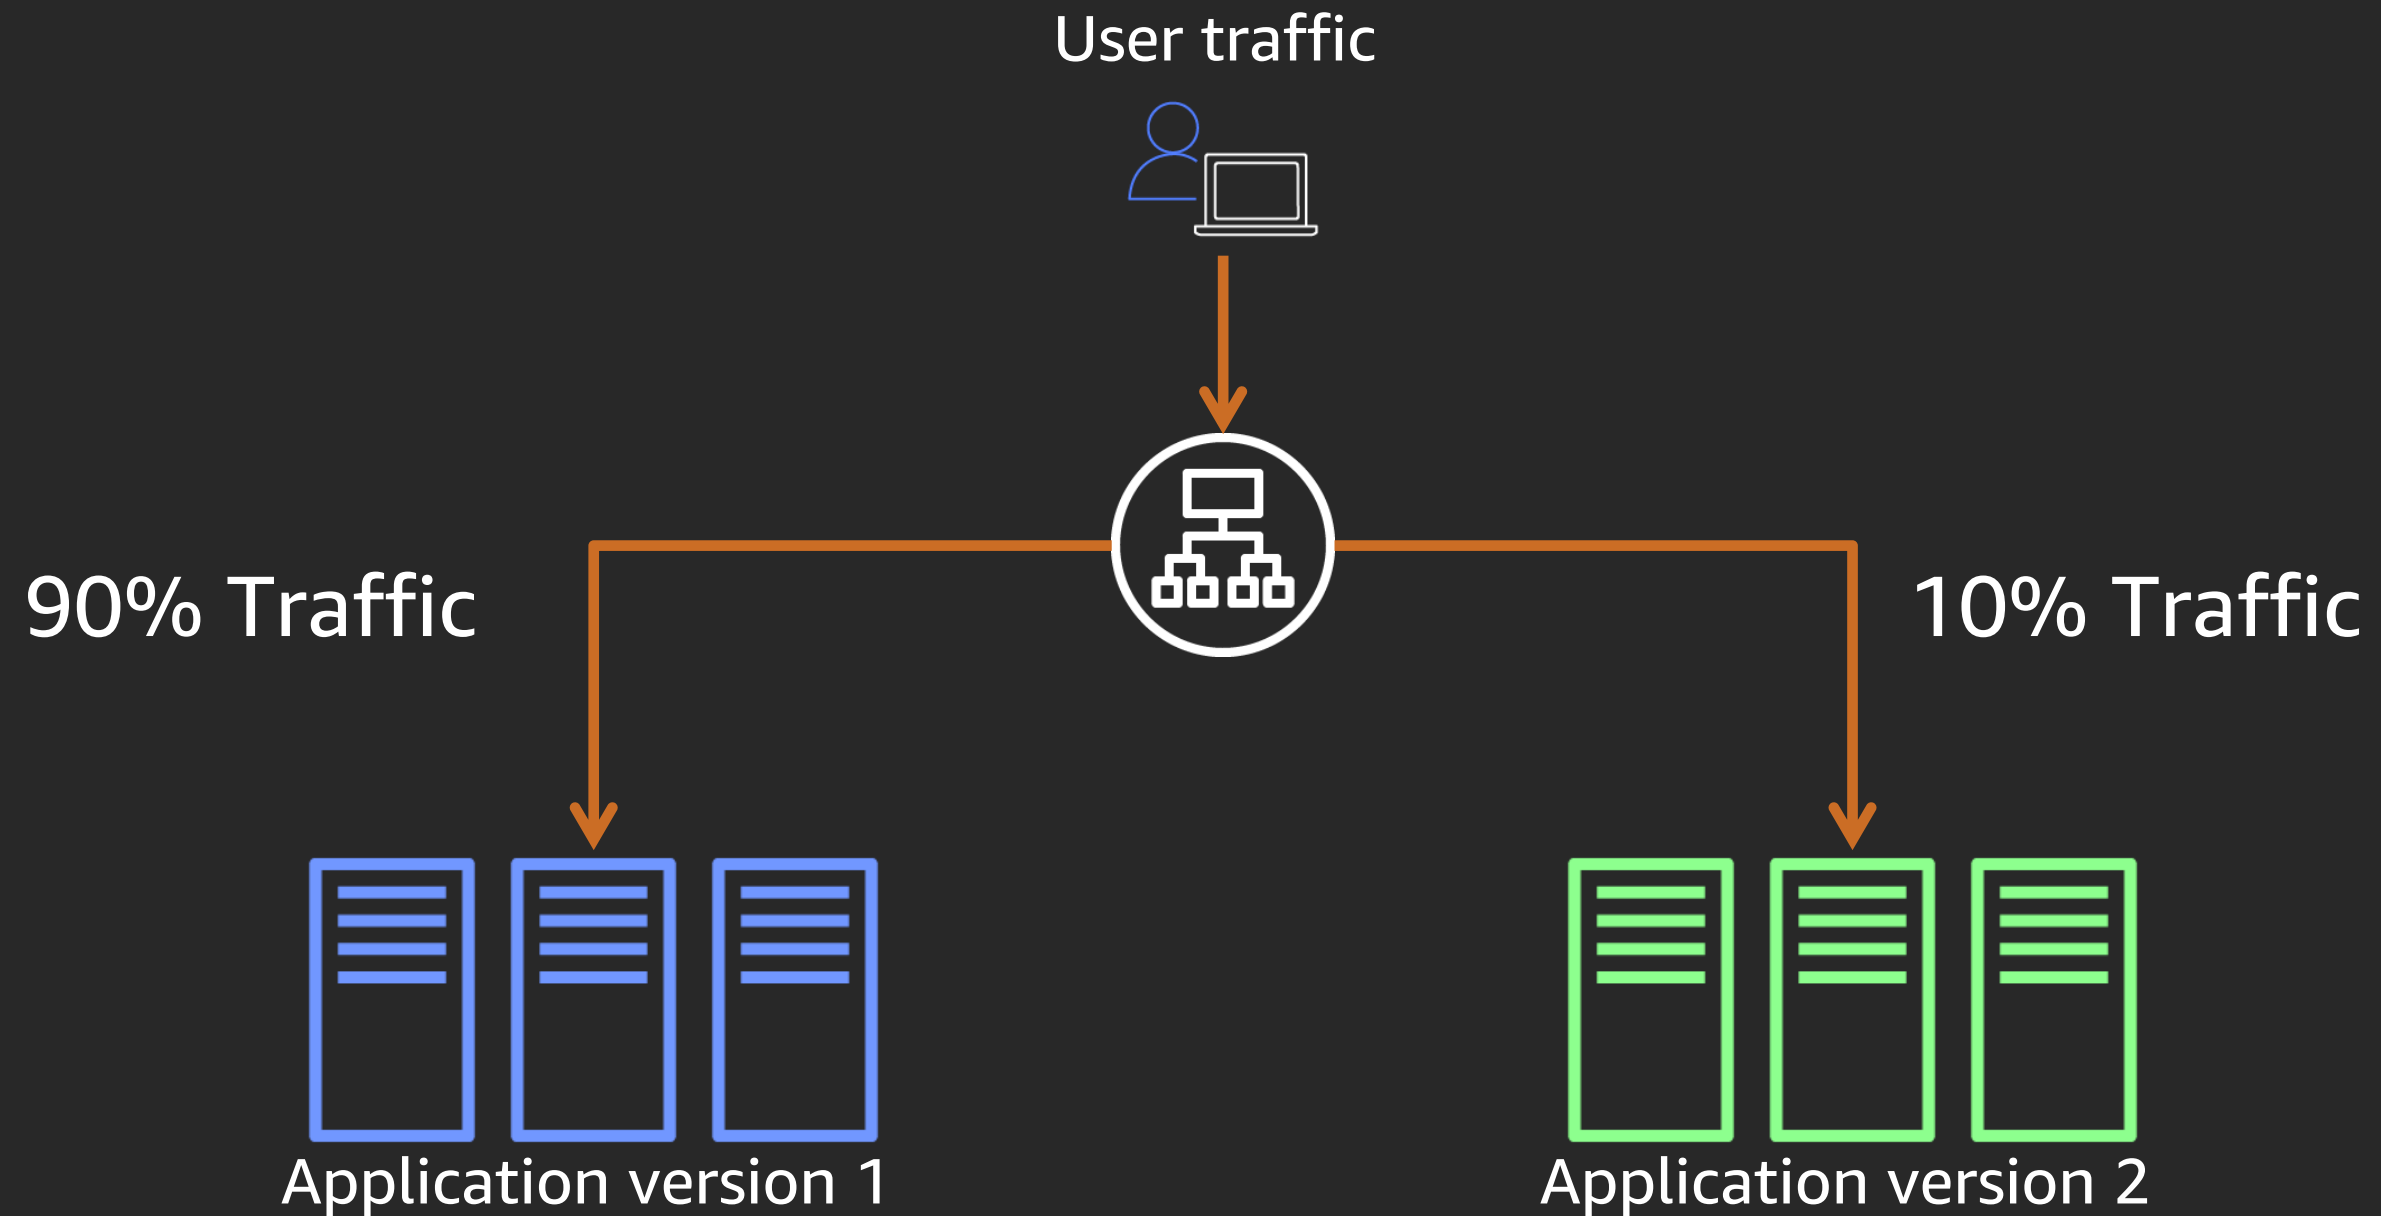 User traffic
90% Traffic
10% Traffic
Application version 1
Application version 2